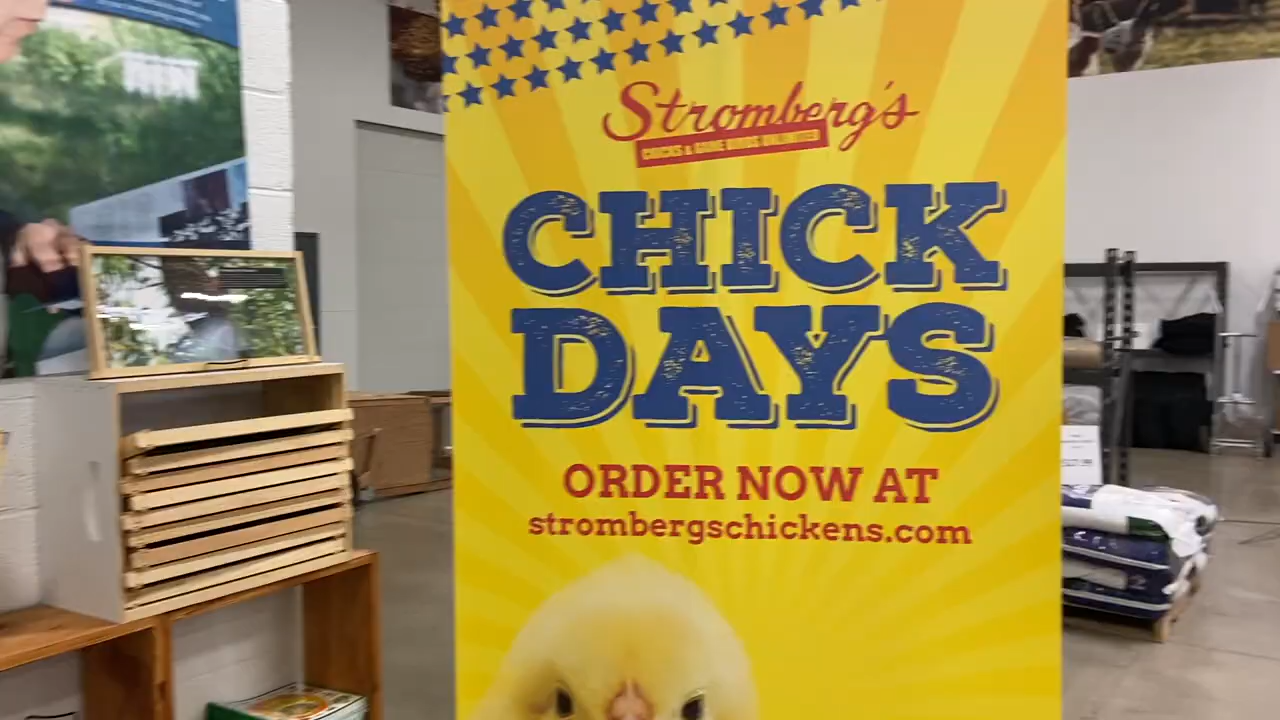 Stromberg's
CHICKS & GAME BIRDS UNLIMITED
CHICK
DAYS
ORDER NOW AT
strombergschickens.com